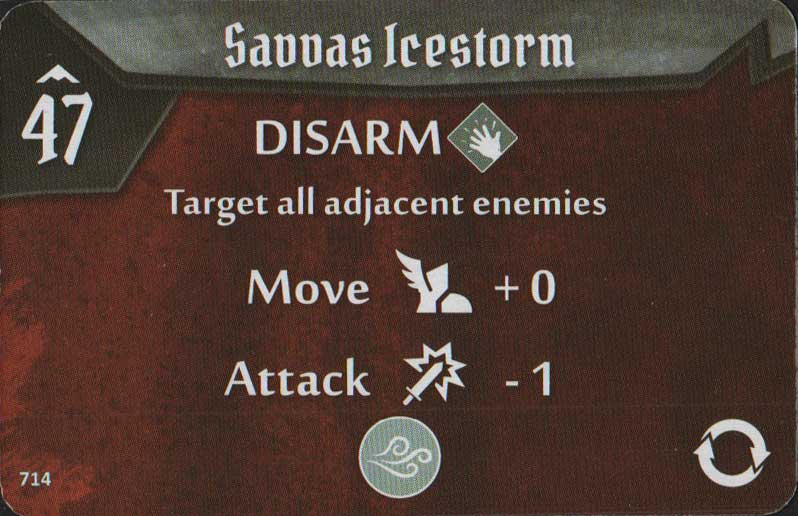 Savvas Icestorm
47
DISARM
Target all adjacent enemies
Move + 0
Attack - 1
714